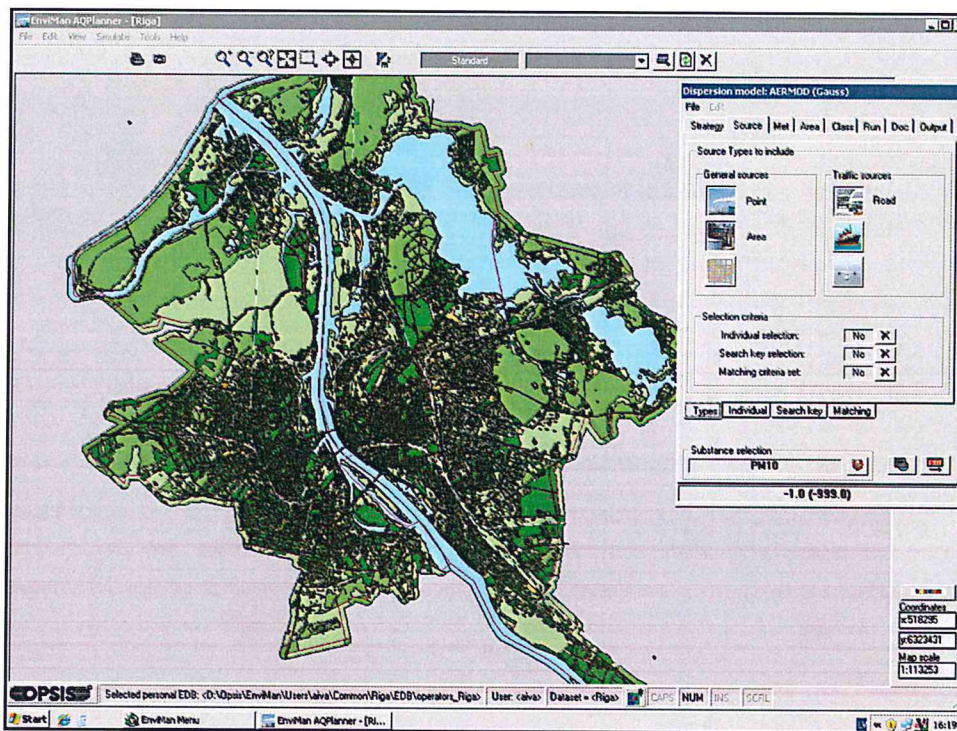 EnviMan AQPlanner - [Riga]
File Edit View Simulate Tools Help
Standard
Dispersion model: AERMOD (Gauss)
File Edit
Strategy Source Met Area Class Run Doc Output
Source Types to include
General sources Traffic sources
Point Road
Area
Selection criteria
Individual selection: No
Search key selection: No
Matching criteria set: No
Types Individual Search key Matching
Substance selection
PM10
-1.0 (-999.0)
Coordinates
x:518295
y:6323431
Map scale
1:113253
OPSIS Selected personal EDB: <D:\Opsis\EnviMan\Users\aiva\Common\Riga\EDB\operators_Riga> User: <aiva> Dataset = <Riga> CAPS NUM INS SCRL
Start EnviMan Menu EnviMan AQPlanner - [Ri... 16:19